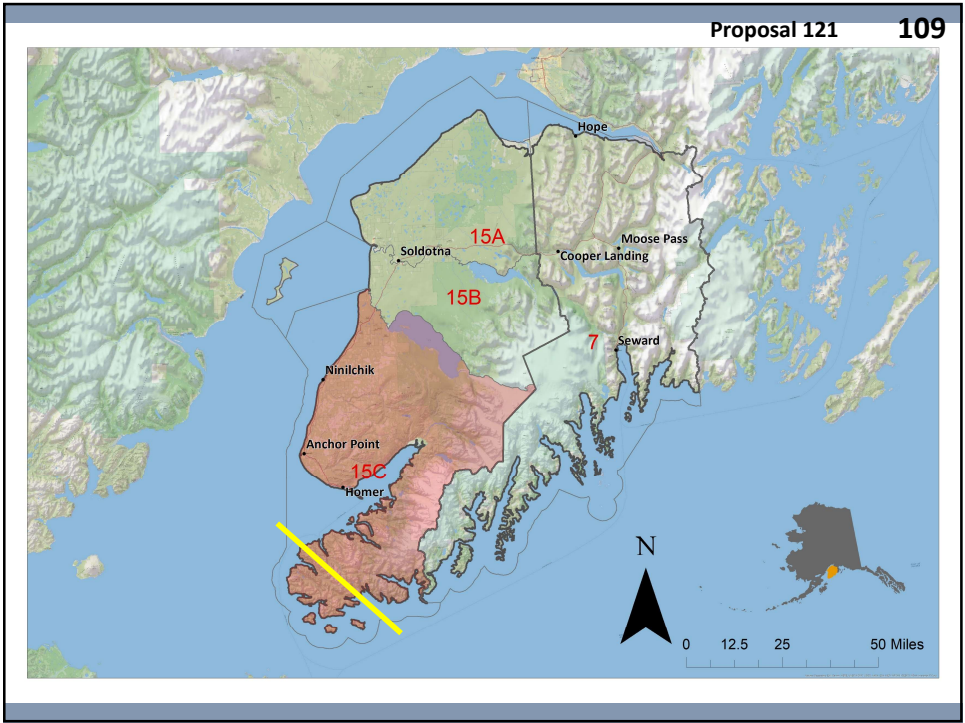 Proposal 121
109
Hope
15A
Moose Pass
Soldotna
Cooper Landing
15B
7
Seward
Ninilchik
Anchor Point
15C
Homer
N
0 12.5 25 50 Miles